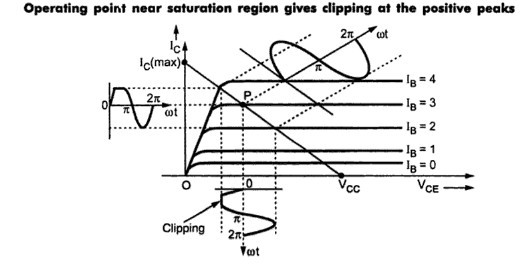 Operating point near saturation region gives clipping at the positive peaks
I_C
I_C(max)
2π ωt
π
I_B = 4
0 π 2π ωt
P
I_B = 3
I_B = 2
I_B = 1
I_B = 0
O 0 V_CC V_CE
Clipping
π
2π
ωt